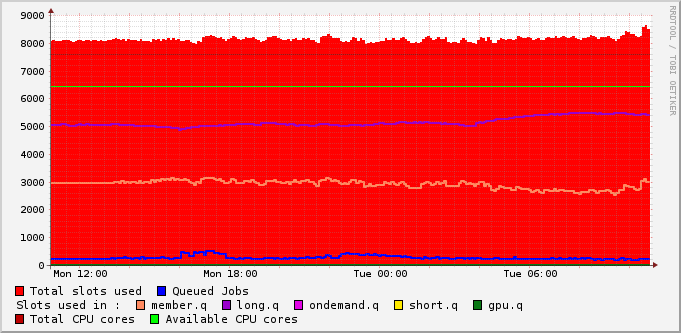 9000
8000
7000
6000
5000
4000
3000
2000
1000
0
Mon 12:00 Mon 18:00 Tue 00:00 Tue 06:00
RRDTOOL / TOBI OETIKER
Total slots used Queued Jobs
Slots used in : member.q long.q ondemand.q short.q gpu.q
Total CPU cores Available CPU cores